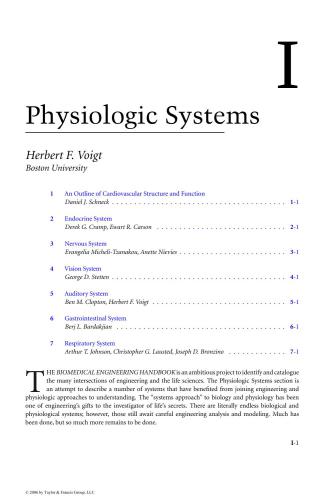 I
Physiologic Systems
Herbert F. Voigt
Boston University
1 An Outline of Cardiovascular Structure and Function
Daniel J. Schneck . . . . . . . . . . . . . . . . . . . . . . . . . . . . . . . . . . . . 1-1
2 Endocrine System
Derek G. Cramp, Ewart R. Carson . . . . . . . . . . . . . . . . . . . . . . . . . . . . 2-1
3 Nervous System
Evangelia Micheli-Tzanakou, Anette Nievies . . . . . . . . . . . . . . . . . . . . . . . 3-1
4 Vision System
George D. Stetten . . . . . . . . . . . . . . . . . . . . . . . . . . . . . . . . . . . . 4-1
5 Auditory System
Ben M. Clopton, Herbert F. Voigt . . . . . . . . . . . . . . . . . . . . . . . . . . . . 5-1
6 Gastrointestinal System
Berj L. Bardakjian . . . . . . . . . . . . . . . . . . . . . . . . . . . . . . . . . . . 6-1
7 Respiratory System
Arthur T. Johnson, Christopher G. Lausted, Joseph D. Bronzino . . . . . . . . . . . . 7-1
THE BIOMEDICAL ENGINEERING HANDBOOK is an ambitious project to identify and catalogue
the many intersections of engineering and the life sciences. The Physiologic Systems section is
an attempt to describe a number of systems that have benefited from joining engineering and
physiologic approaches to understanding. The “systems approach” to biology and physiology has been
one of engineering’s gifts to the investigator of life’s secrets. There are literally endless biological and
physiological systems; however, those still await careful engineering analysis and modeling. Much has
been done, but so much more remains to be done.
I-1
© 2006 by Taylor & Francis Group, LLC